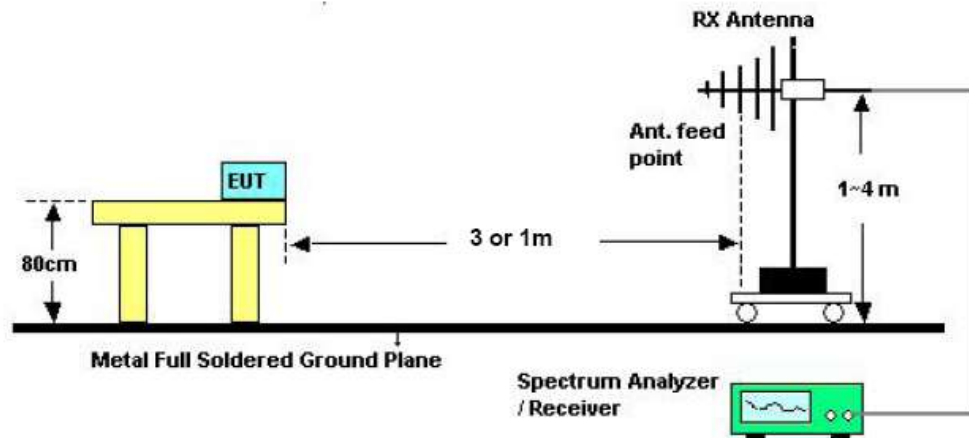 RX Antenna
Ant. feed
point
EUT
1~4 m
3 or 1m
80cm
Metal Full Soldered Ground Plane
Spectrum Analyzer
/ Receiver